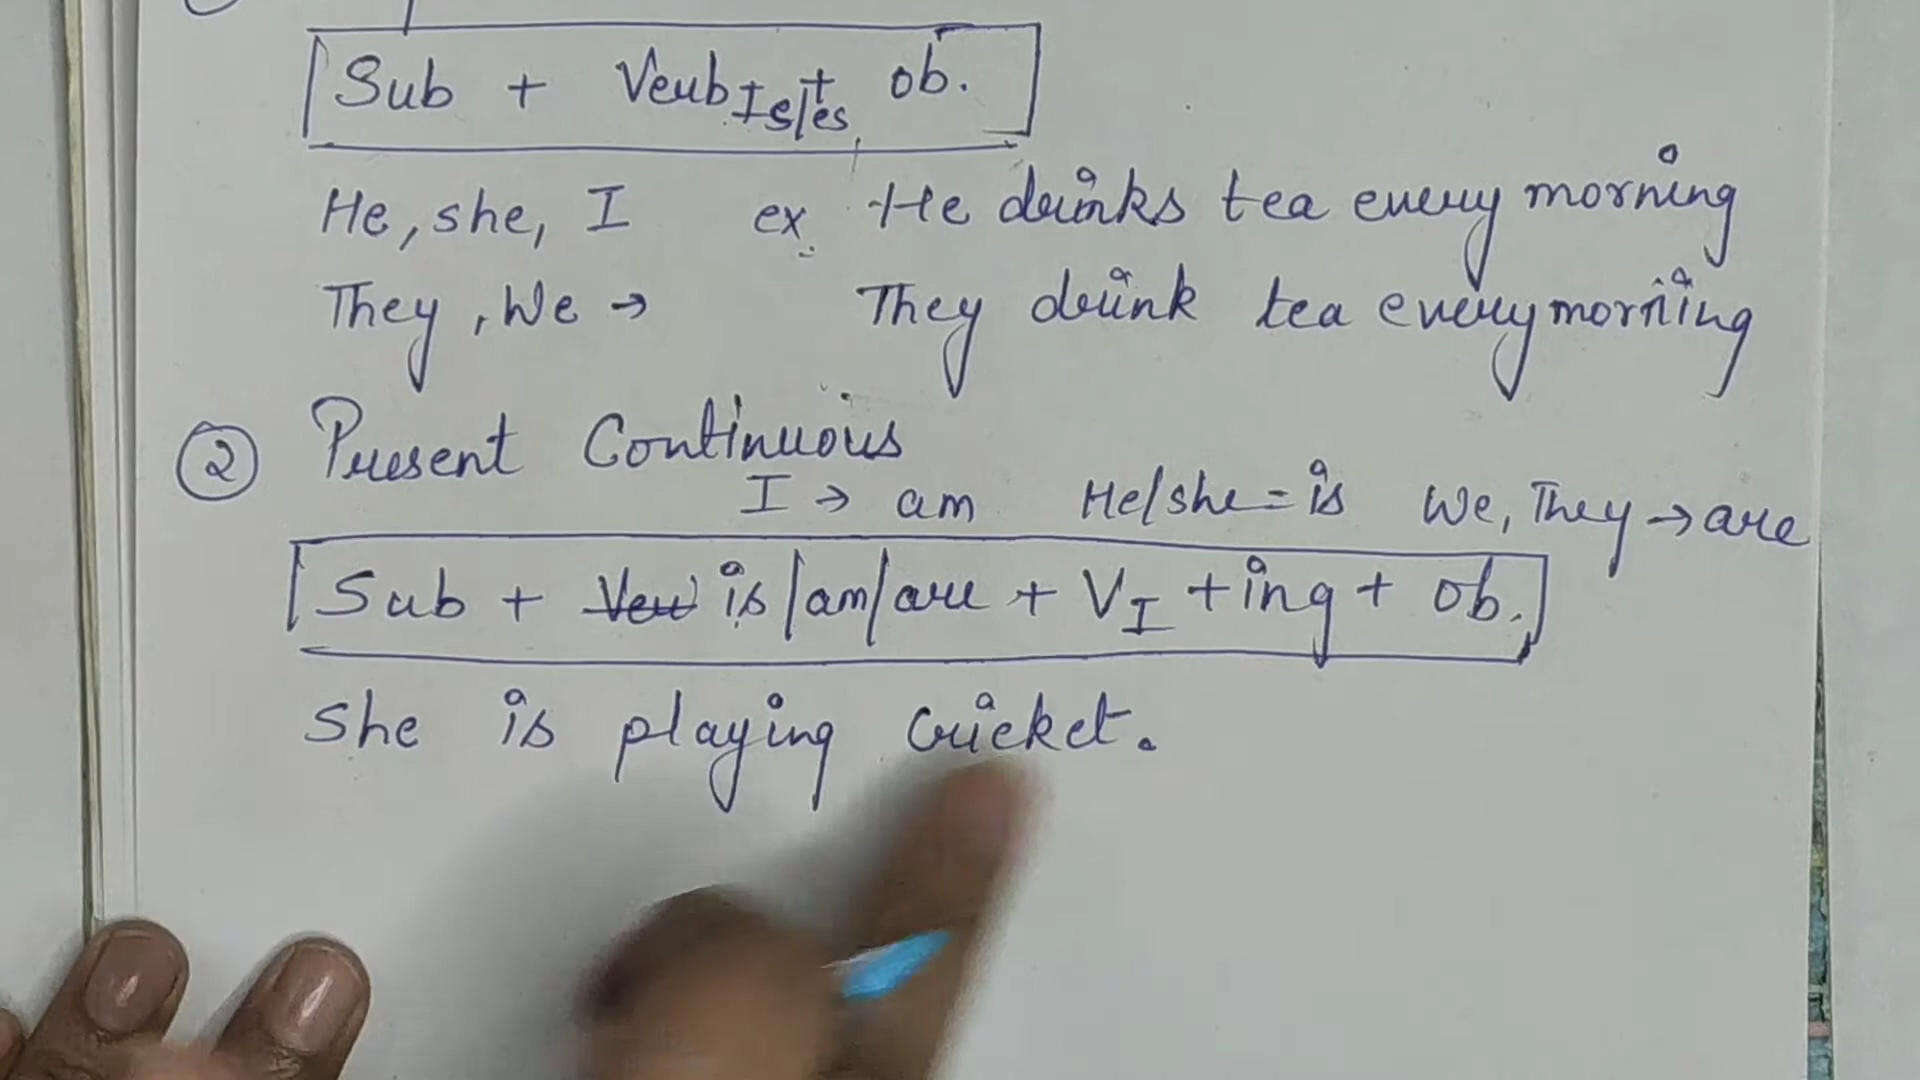 Sub + Verb I s/es + ob.
He, she, I ex. He drinks tea every morning
They, We → They drink tea every morning
② Present Continuous
I → am He/she = is We, They → are
Sub + is/am/are + V I + ing + ob.
She is playing cricket.